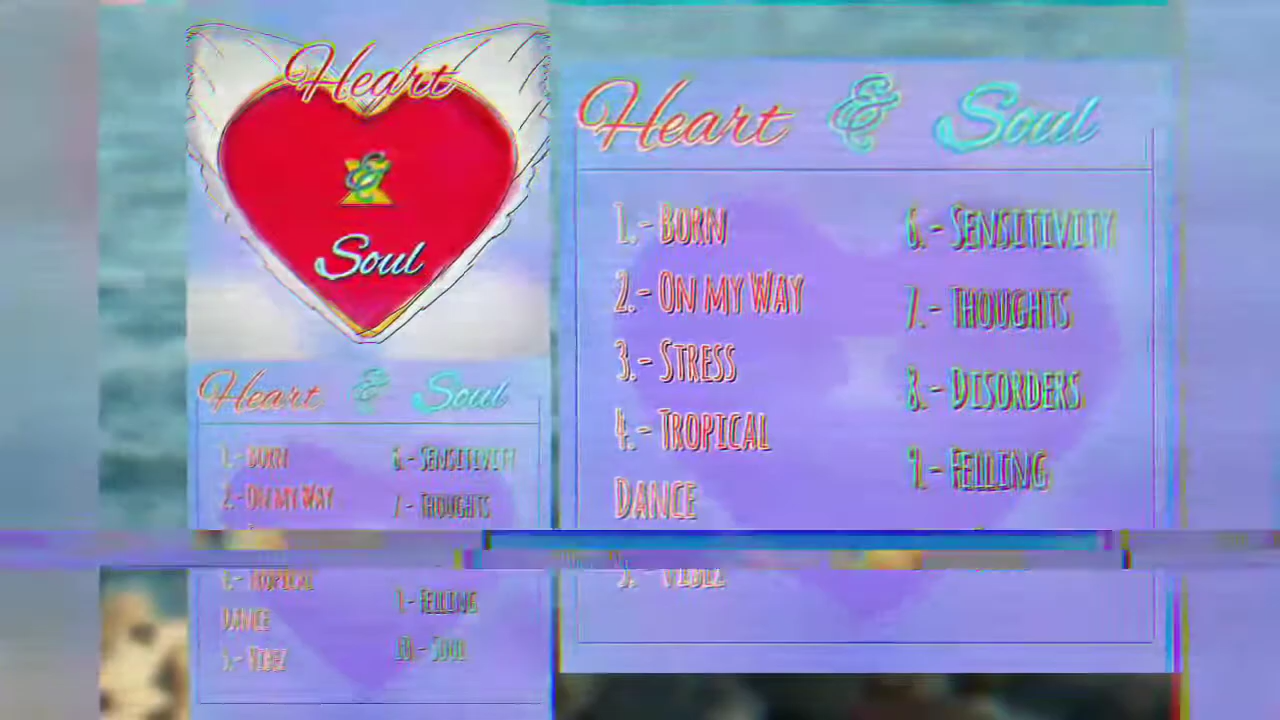 Heart
&
Soul
Heart & Soul
1.- Born
2.- On my Way
4.- Tropical
Dance
5.- Vibez
6.- Sensitivity
7.- Thoughts
9.- Felling
10.- Soul
Heart & Soul
1.- Born
2.- On my Way
3.- Stress
4.- Tropical
Dance
5.- Vibez
6.- Sensitivity
7.- Thoughts
8.- Disorders
9.- Felling